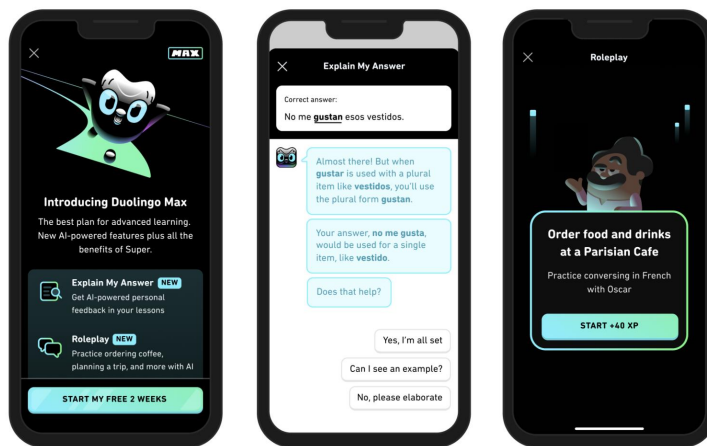 MAX
Introducing Duolingo Max
The best plan for advanced learning.
New AI-powered features plus all the
benefits of Super.
Explain My Answer NEW
Get AI-powered personal
feedback in your lessons
Roleplay NEW
Practice ordering coffee,
planning a trip, and more with AI
START MY FREE 2 WEEKS
Explain My Answer
Correct answer:
No me gustan esos vestidos.
Almost there! But when
gustar is used with a plural
item like vestidos, you'll use
the plural form gustan.
Your answer, no me gusta,
would be used for a single
item, like vestido.
Does that help?
Yes, I'm all set
Can I see an example?
No, please elaborate
Roleplay
Order food and drinks
at a Parisian Cafe
Practice conversing in French
with Oscar
START +40 XP